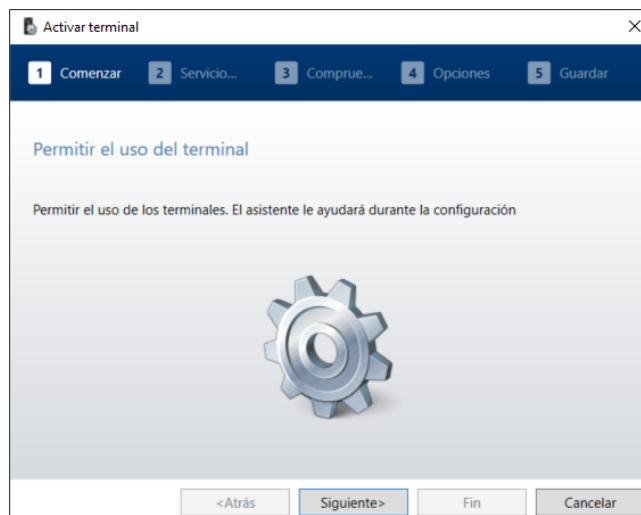 Activar terminal
1 Comenzar 2 Servicio... 3 Comprue... 4 Opciones 5 Guardar
Permitir el uso del terminal
Permitir el uso de los terminales. El asistente le ayudará durante la configuración
<Atrás Siguiente> Fin Cancelar